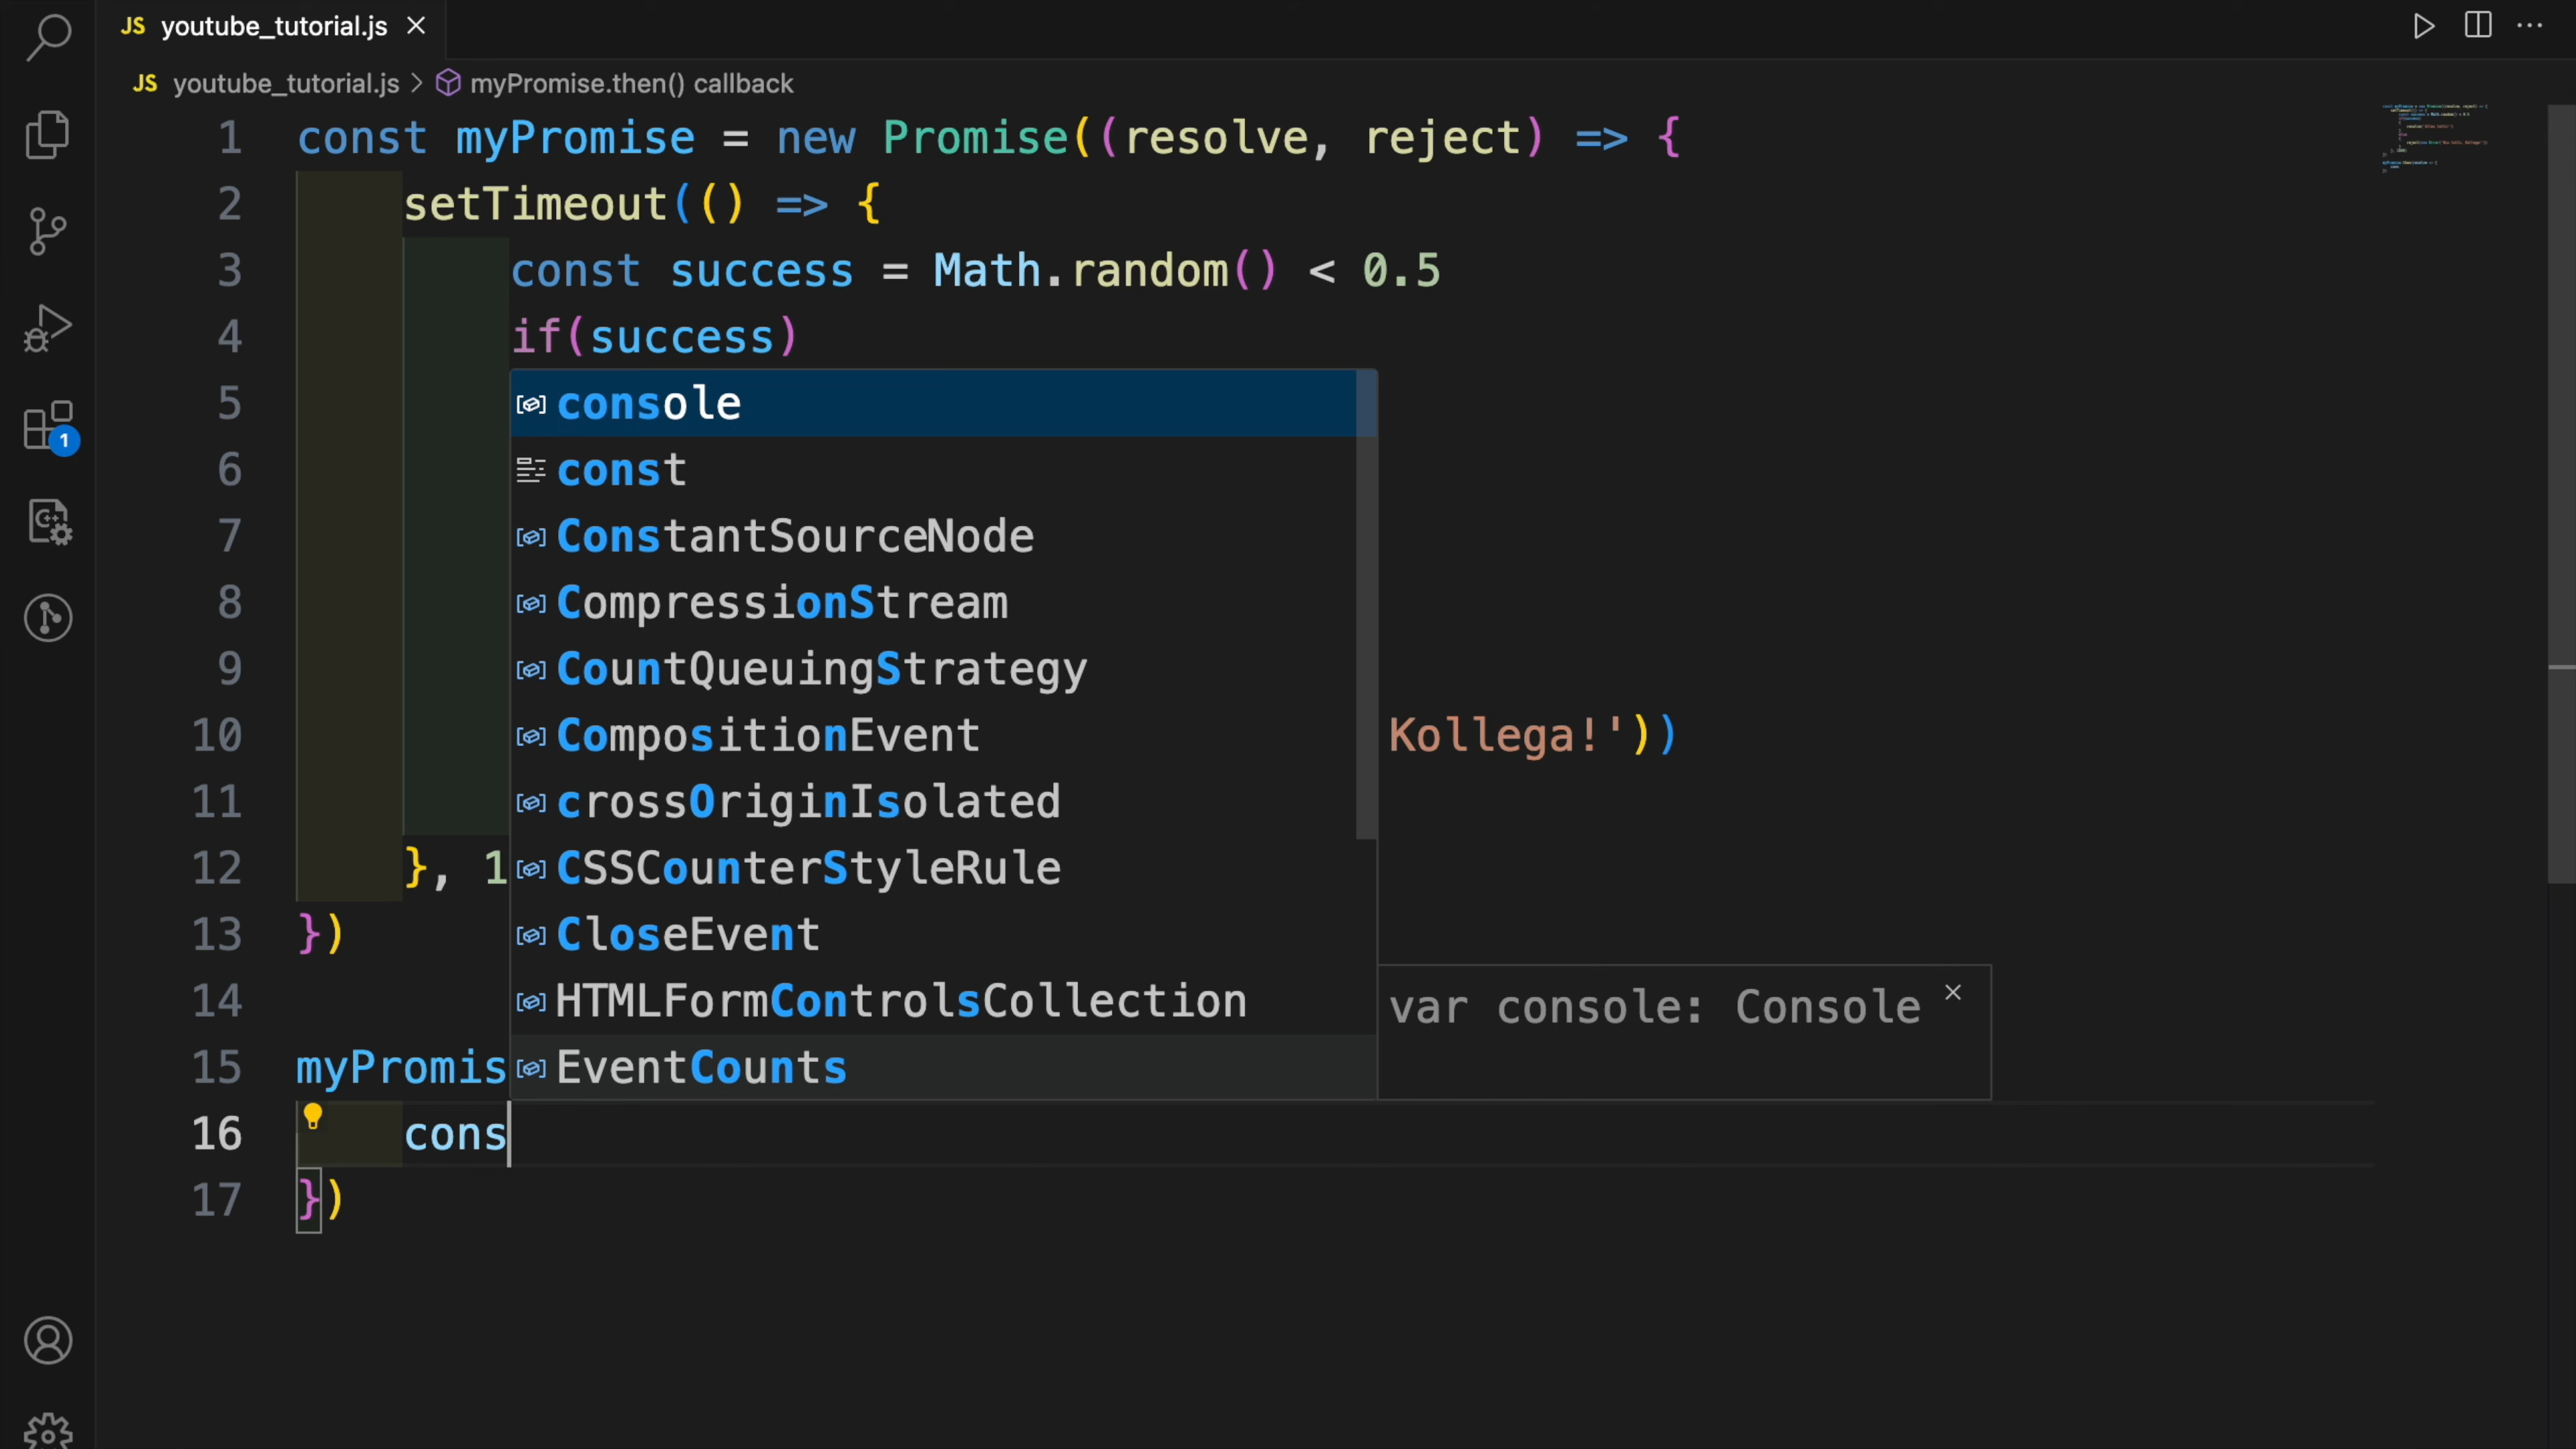 JS youtube_tutorial.js
JS youtube_tutorial.js > myPromise.then() callback
1 const myPromise = new Promise((resolve, reject) => {
2 setTimeout(() => {
3 const success = Math.random() < 0.5
4 if(success)
5 console
6 const
7 ConstantSourceNode
8 CompressionStream
9 CountQueuingStrategy
10 CompositionEvent Kollega!'))
11 crossOriginIsolated
12 }, 1 CSSCounterStyleRule
13 }) CloseEvent
14 HTMLFormControlsCollection var console: Console
15 myPromis EventCounts
16 cons
17 })
1